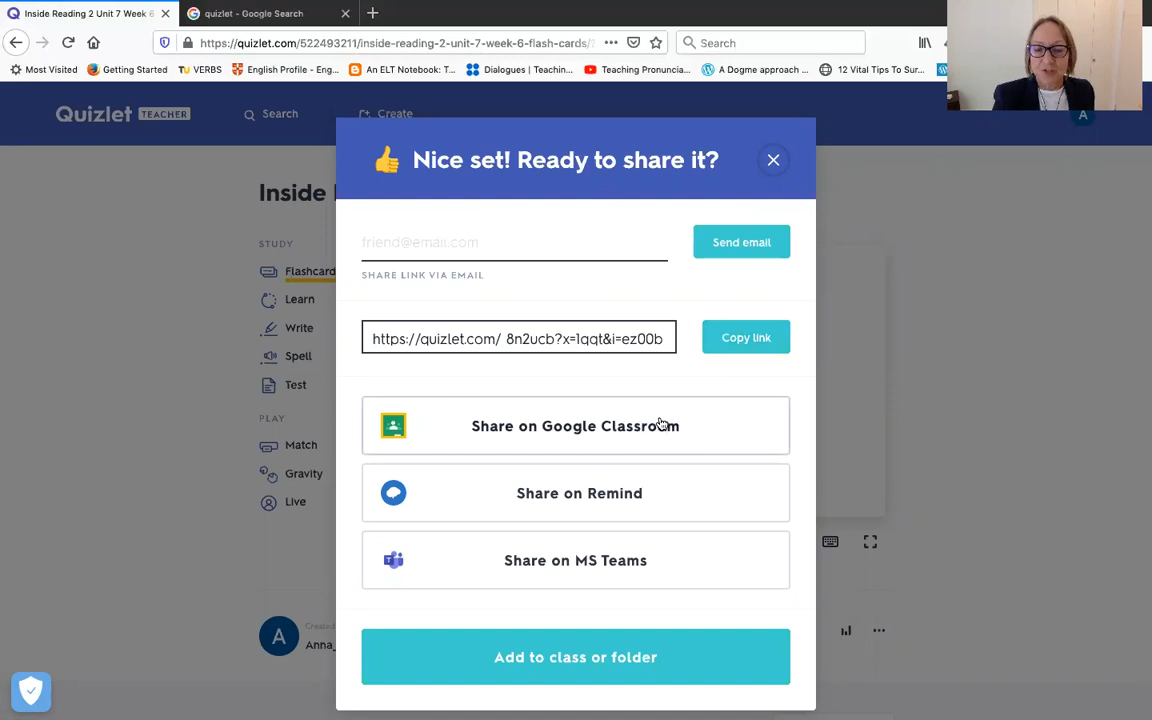 Inside Reading 2 Unit 7 Week 6
quizlet - Google Search
https://quizlet.com/522493211/inside-reading-2-unit-7-week-6-flash-cards/
Search
Most Visited
Getting Started
TU VERBS
English Profile - Eng...
An ELT Notebook: T...
Dialogues | Teachin...
Teaching Pronuncia...
A Dogme approach ...
12 Vital Tips To Sur...
Quizlet TEACHER
Search
Create
A
Inside
STUDY
Flashcard
Learn
Write
Spell
Test
PLAY
Match
Gravity
Live
👍 Nice set! Ready to share it?
friend@email.com
Send email
SHARE LINK VIA EMAIL
https://quizlet.com/_8n2ucb?x=1qqt&i=ez00b
Copy link
Share on Google Classroom
Share on Remind
Share on MS Teams
Add to class or folder
A
Created
Anna_